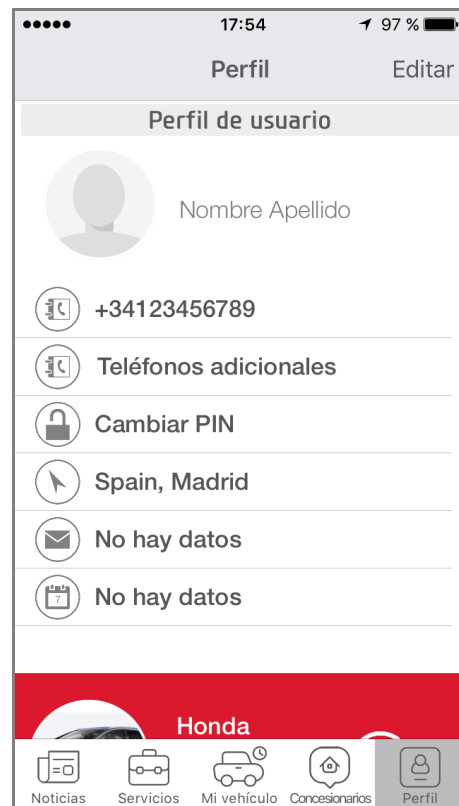 17:54 97 %
Perfil Editar
Perfil de usuario
Nombre Apellido
+34123456789
Teléfonos adicionales
Cambiar PIN
Spain, Madrid
No hay datos
7 No hay datos
Honda
Noticias Servicios Mi vehículo Concesionarios Perfil